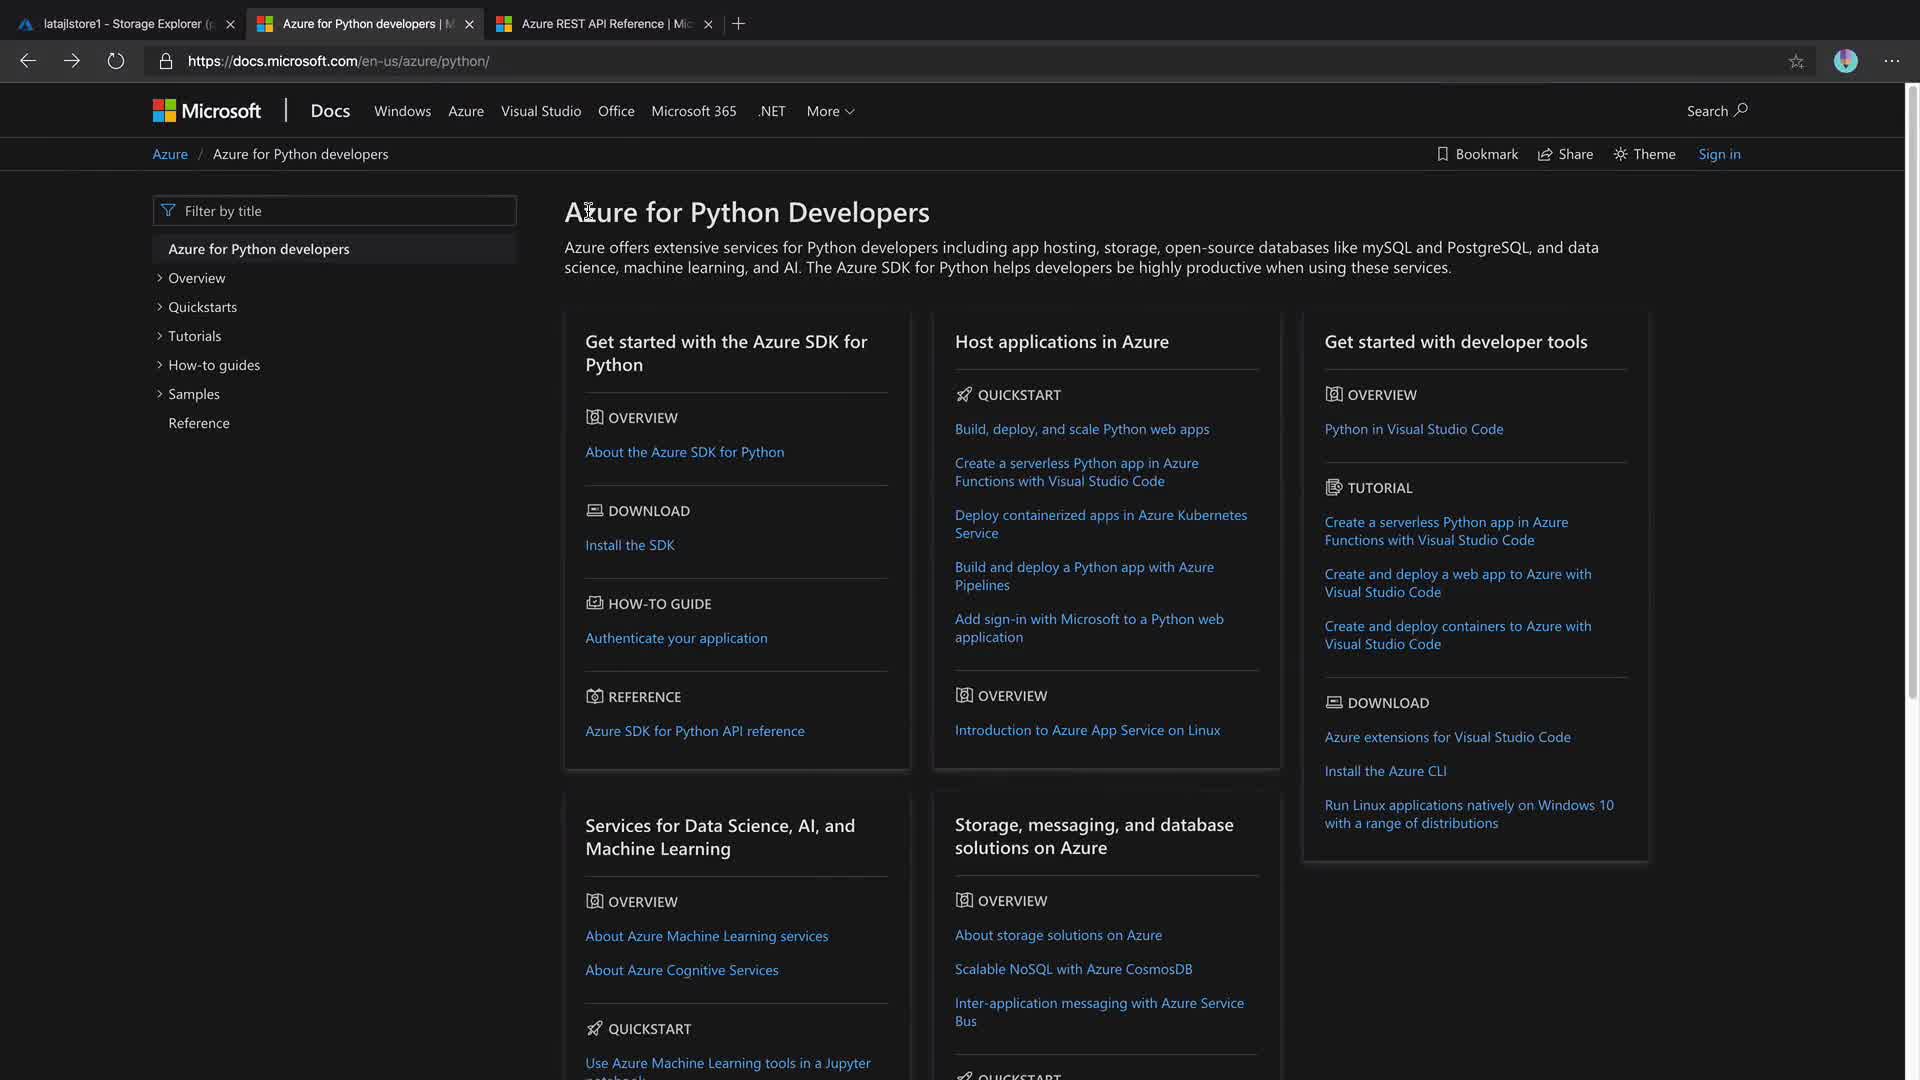 latajlstore1 - Storage Explorer (
Azure for Python developers | M
Azure REST API Reference | Mic
https://docs.microsoft.com/en-us/azure/python/
Microsoft
Docs
Windows
Azure
Visual Studio
Office
Microsoft 365
.NET
More
Search
Azure / Azure for Python developers
Bookmark
Share
Theme
Sign in
Filter by title
Azure for Python developers
Overview
Quickstarts
Tutorials
How-to guides
Samples
Reference
Azure for Python Developers
Azure offers extensive services for Python developers including app hosting, storage, open-source databases like mySQL and PostgreSQL, and data
science, machine learning, and AI. The Azure SDK for Python helps developers be highly productive when using these services.
Get started with the Azure SDK for
Python
OVERVIEW
About the Azure SDK for Python
DOWNLOAD
Install the SDK
HOW-TO GUIDE
Authenticate your application
REFERENCE
Azure SDK for Python API reference
Host applications in Azure
QUICKSTART
Build, deploy, and scale Python web apps
Create a serverless Python app in Azure
Functions with Visual Studio Code
Deploy containerized apps in Azure Kubernetes
Service
Build and deploy a Python app with Azure
Pipelines
Add sign-in with Microsoft to a Python web
application
OVERVIEW
Introduction to Azure App Service on Linux
Get started with developer tools
OVERVIEW
Python in Visual Studio Code
TUTORIAL
Create a serverless Python app in Azure
Functions with Visual Studio Code
Create and deploy a web app to Azure with
Visual Studio Code
Create and deploy containers to Azure with
Visual Studio Code
DOWNLOAD
Azure extensions for Visual Studio Code
Install the Azure CLI
Run Linux applications natively on Windows 10
with a range of distributions
Services for Data Science, AI, and
Machine Learning
OVERVIEW
About Azure Machine Learning services
About Azure Cognitive Services
QUICKSTART
Use Azure Machine Learning tools in a Jupyter
notebook
Storage, messaging, and database
solutions on Azure
OVERVIEW
About storage solutions on Azure
Scalable NoSQL with Azure CosmosDB
Inter-application messaging with Azure Service
Bus
QUICKSTART